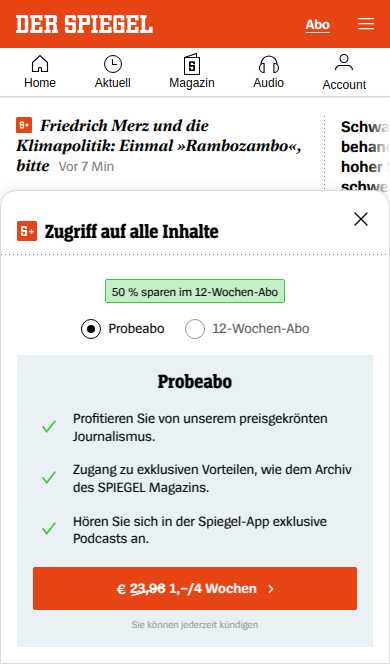 DER SPIEGEL
Abo
Home
Aktuell
Magazin
Audio
Account
S+ Friedrich Merz und die
Klimapolitik: Einmal »Rambozambo«,
bitte Vor 7 Min
Schwa
behan
hoher
schwe
S+ Zugriff auf alle Inhalte
50 % sparen im 12-Wochen-Abo
Probeabo
12-Wochen-Abo
Probeabo
Profitieren Sie von unserem preisgekrönten
Journalismus.
Zugang zu exklusiven Vorteilen, wie dem Archiv
des SPIEGEL Magazins.
Hören Sie sich in der Spiegel-App exklusive
Podcasts an.
€ 23,96 1,–/4 Wochen
Sie können jederzeit kündigen